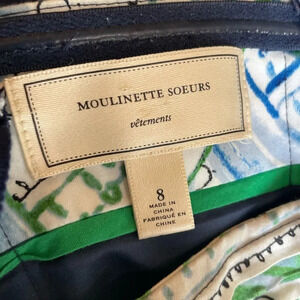 MOULINETTE SOEURS
vêtements
8
MADE IN
CHINA
FABRIQUÉ EN
CHINE